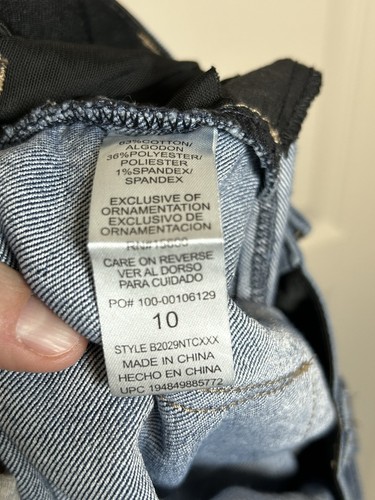 63%COTTON/
ALGODON
36%POLYESTER/
POLIESTER
1%SPANDEX/
SPANDEX
EXCLUSIVE OF
ORNAMENTATION
EXCLUSIVO DE
ORNAMENTACION
CARE ON REVERSE
VER AL DORSO
PARA CUIDADO
PO# 100-00106129
10
STYLE B2029NTCXXX
MADE IN CHINA
HECHO EN CHINA
UPC 194849885772